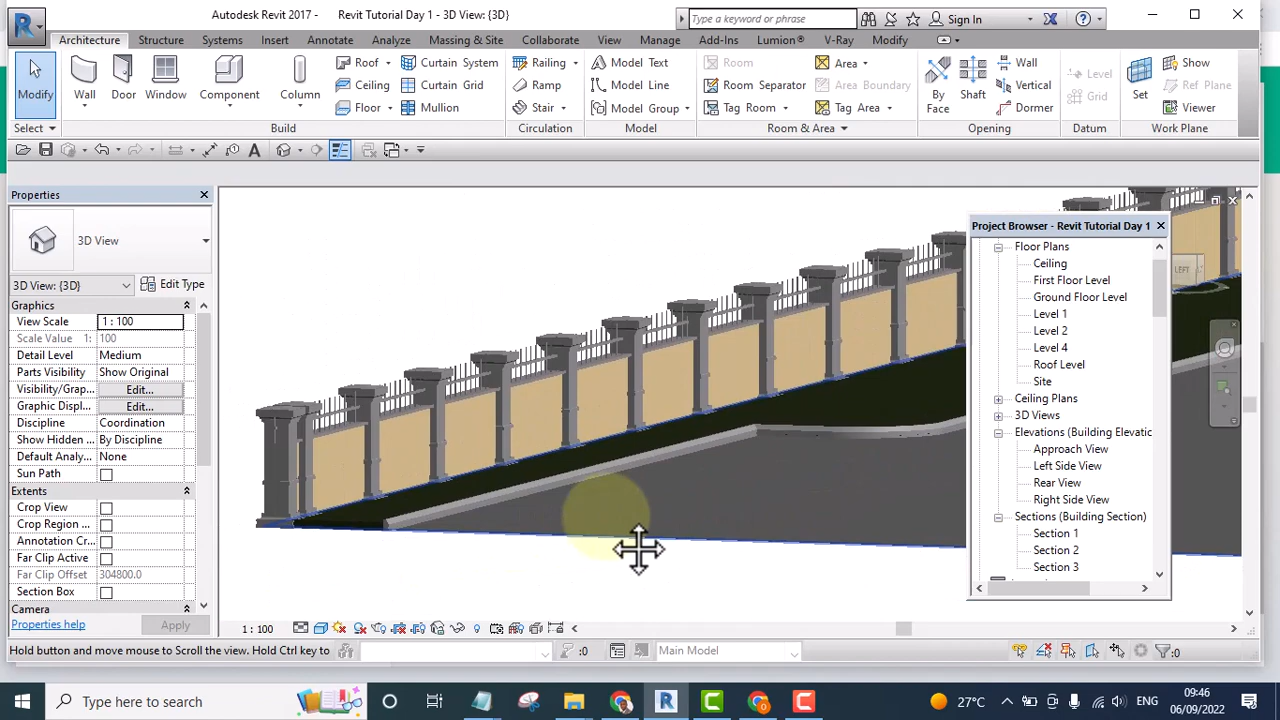 Autodesk Revit 2017 - Revit Tutorial Day 1 - 3D View: {3D}
Type a keyword or phrase
Sign In
Architecture Structure Systems Insert Annotate Analyze Massing & Site Collaborate View Manage Add-Ins Lumion® V-Ray Modify
Modify
Select
Wall
Door
Window
Component
Column
Roof
Ceiling
Floor
Curtain System
Curtain Grid
Mullion
Build
Railing
Ramp
Stair
Circulation
Model Text
Model Line
Model Group
Model
Room
Room Separator
Tag Room
Area
Area Boundary
Tag Area
Room & Area
By
Face
Shaft
Wall
Vertical
Dormer
Opening
Level
Grid
Datum
Set
Show
Ref Plane
Viewer
Work Plane
Properties
3D View
3D View: {3D}
Edit Type
Graphics
View Scale 1 : 100
Scale Value 1: 100
Detail Level Medium
Parts Visibility Show Original
Visibility/Grap... Edit...
Graphic Displ... Edit...
Discipline Coordination
Show Hidden ... By Discipline
Default Analy... None
Sun Path
Extents
Crop View
Crop Region ...
Annotation Cr...
Far Clip Active
Far Clip Offset 304800.0
Section Box
Camera
Properties help
Apply
LEFT
Project Browser - Revit Tutorial Day 1
Floor Plans
Ceiling
First Floor Level
Ground Floor Level
Level 1
Level 2
Level 4
Roof Level
Site
Ceiling Plans
3D Views
Elevations (Building Elevatic
Approach View
Left Side View
Rear View
Right Side View
Sections (Building Section)
Section 1
Section 2
Section 3
1 : 100
Hold button and move mouse to Scroll the view. Hold Ctrl key to
:0
Main Model
:0
Type here to search
27°C
ENG
09:46
06/09/2022